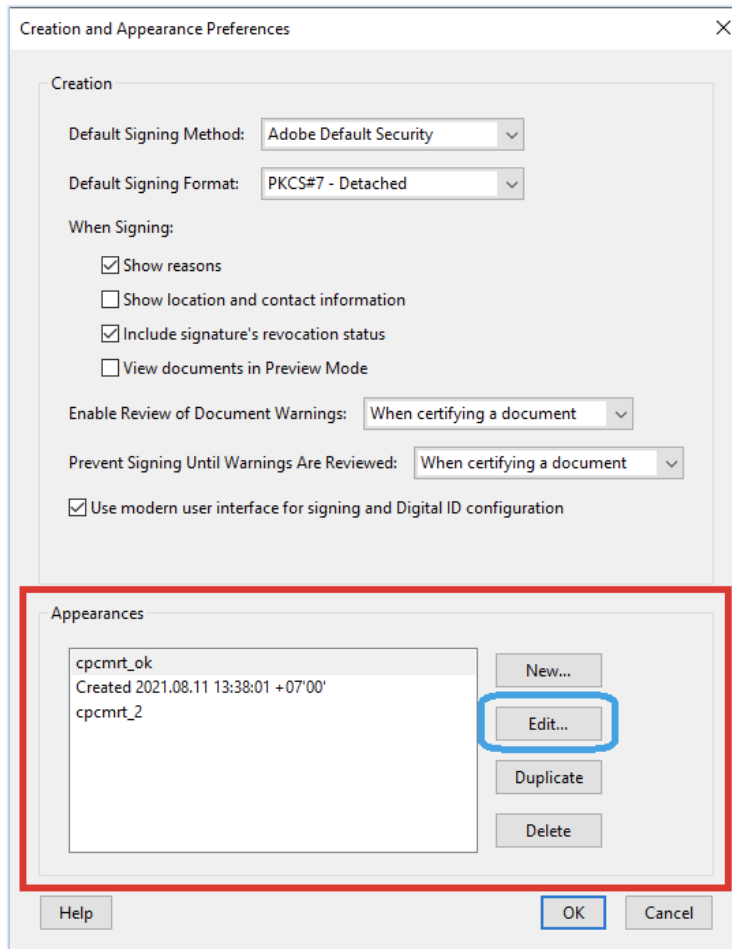 Creation and Appearance Preferences
Creation
Default Signing Method: Adobe Default Security
Default Signing Format: PKCS#7 - Detached
When Signing:
Show reasons
Show location and contact information
Include signature's revocation status
View documents in Preview Mode
Enable Review of Document Warnings: When certifying a document
Prevent Signing Until Warnings Are Reviewed: When certifying a document
Use modern user interface for signing and Digital ID configuration
Appearances
cpcmrt_ok
Created 2021.08.11 13:38:01 +07'00'
cpcmrt_2
New...
Edit...
Duplicate
Delete
Help
OK
Cancel